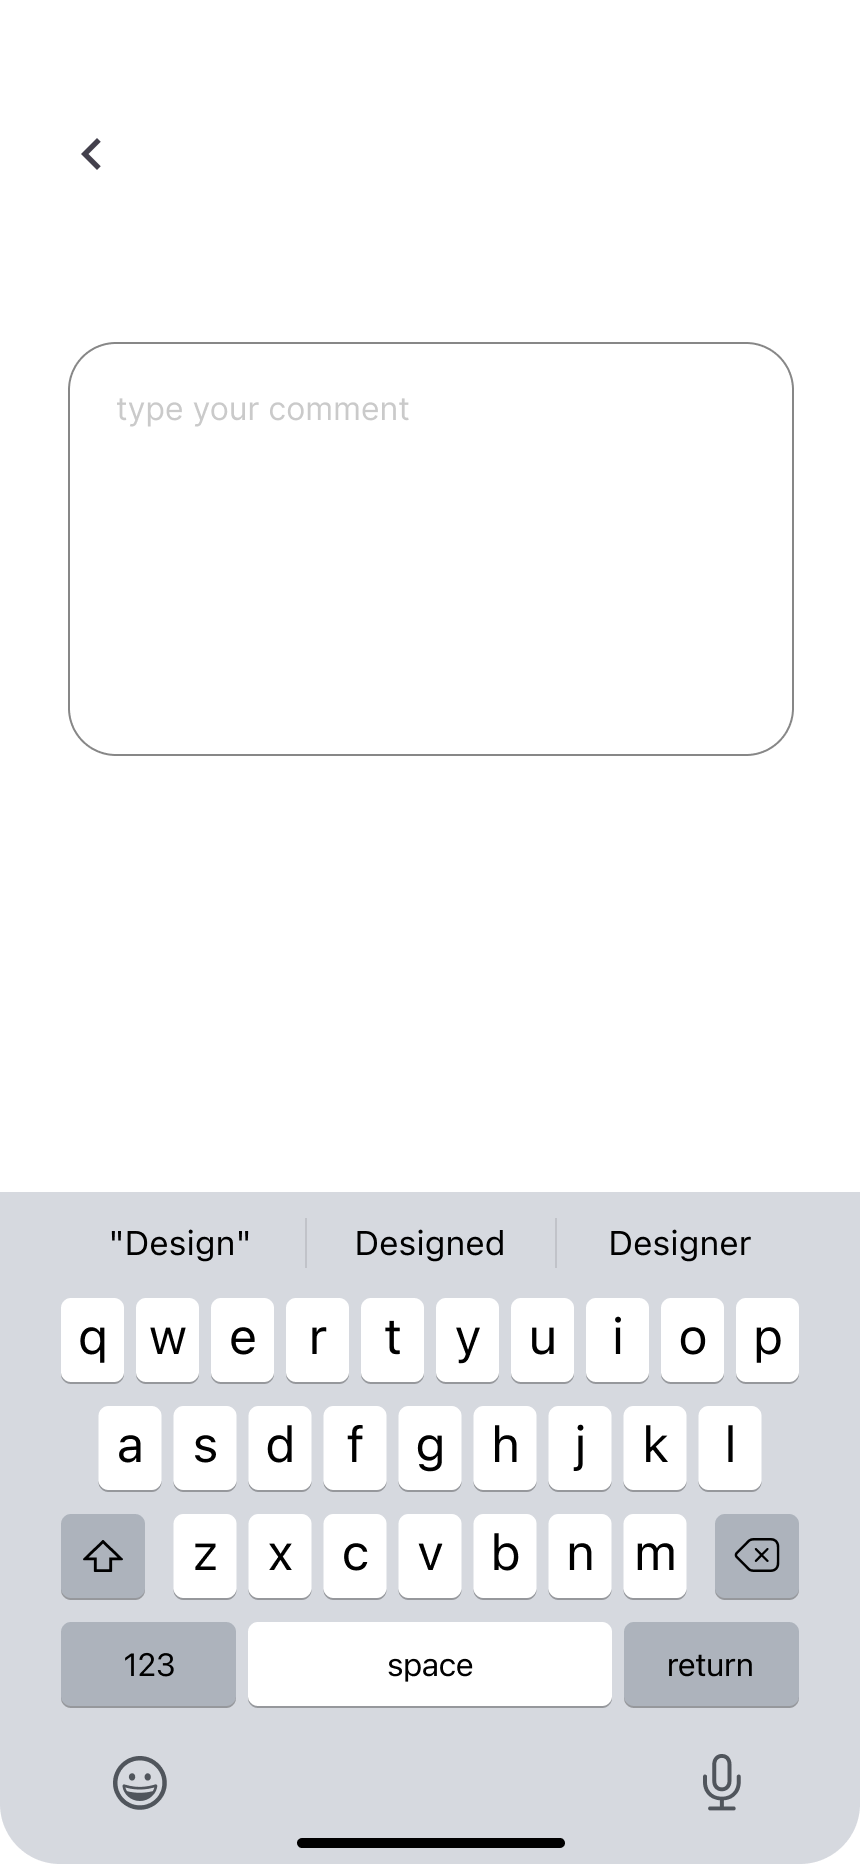 type your comment
"Design" Designed Designer
q w e r t y u i o p
a s d f g h j k l
z x c v b n m
123 space return